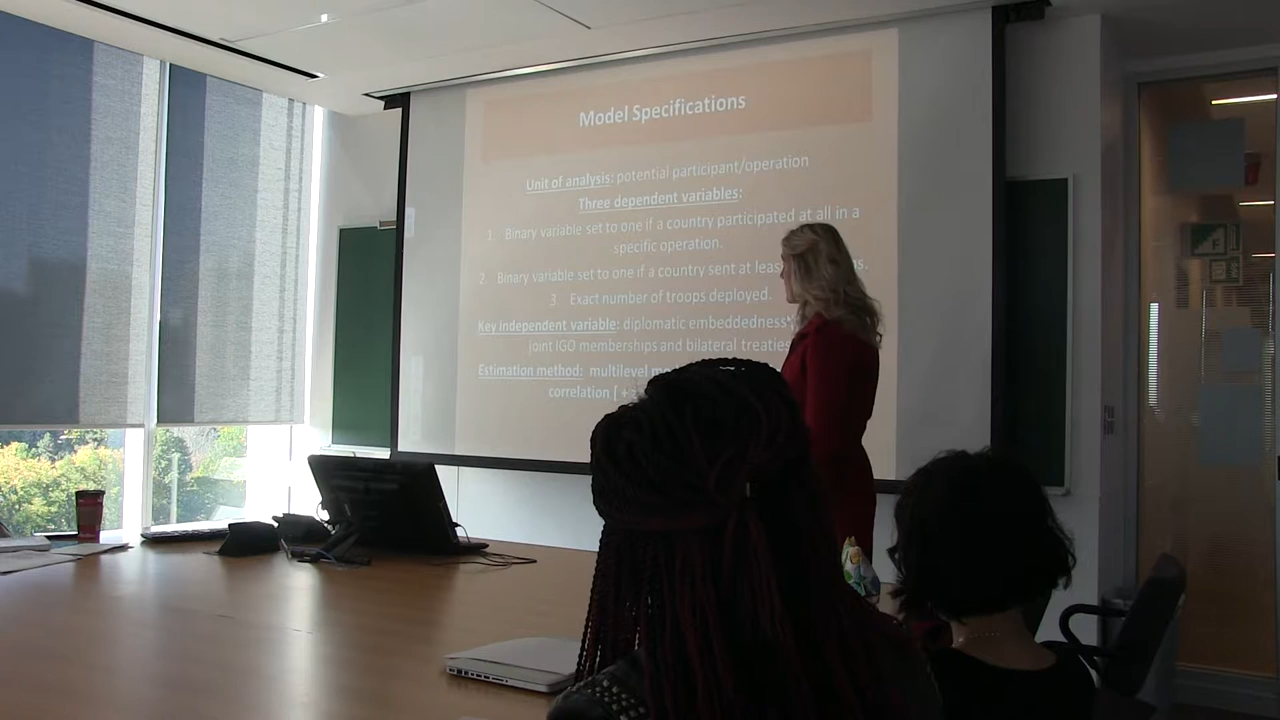 Model Specifications
Unit of analysis: potential participant/operation
Three dependent variables:
1. Binary variable set to one if a country participated at all in a
specific operation.
2. Binary variable set to one if a country sent at least
3. Exact number of troops deployed.
Key independent variable: diplomatic embeddedness
joint IGO memberships and bilateral treaties
Estimation method: multilevel
correlation [ +